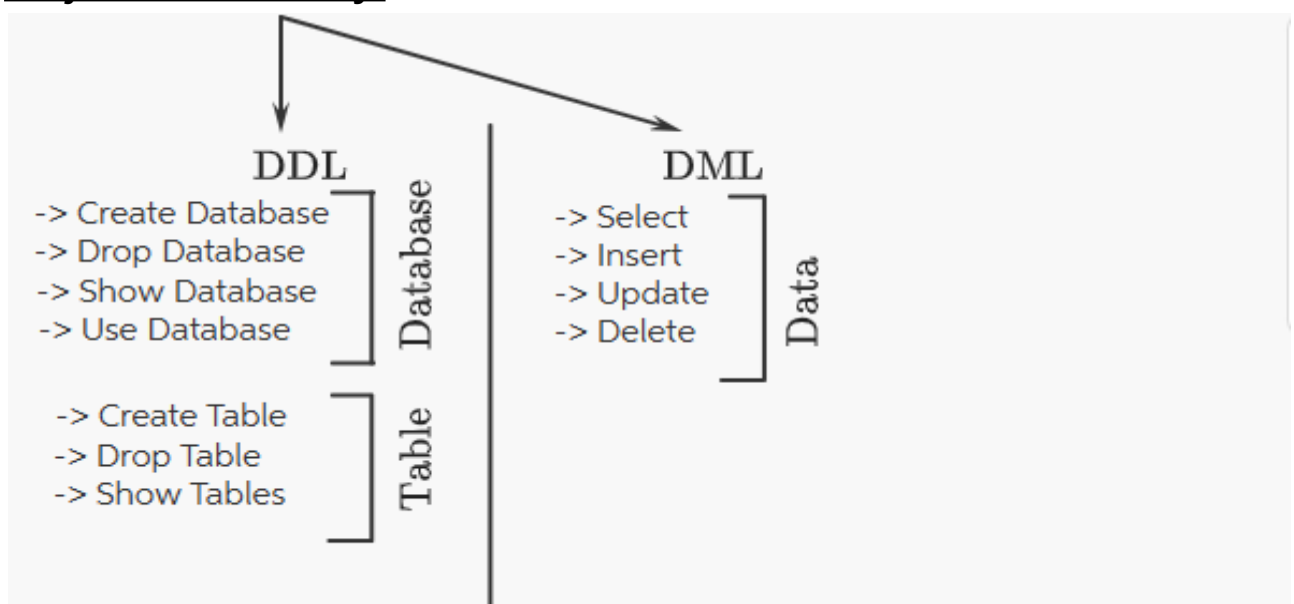 DDL
-> Create Database
-> Drop Database
-> Show Database
-> Use Database
Database
-> Create Table
-> Drop Table
-> Show Tables
Table
DML
-> Select
-> Insert
-> Update
-> Delete
Data